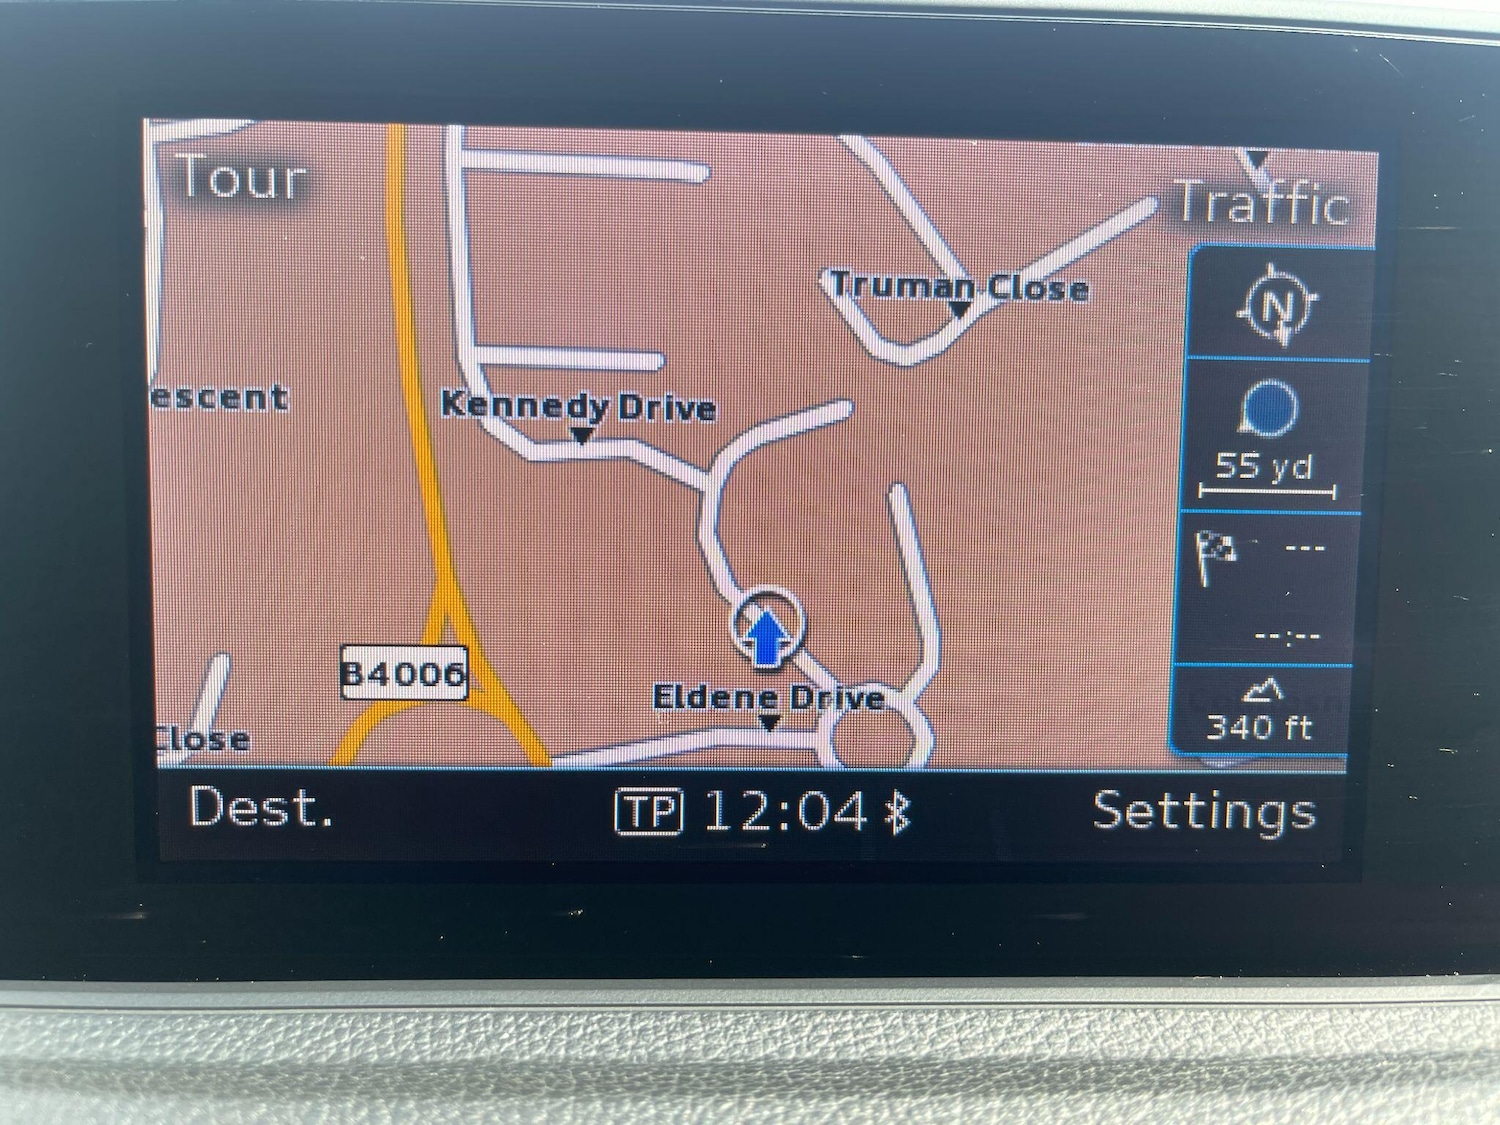 Tour
Traffic
N
Truman Close
escent
Kennedy Drive
55 yd
---
--:--
B4006
Eldene Drive
340 ft
Close
Dest.
TP 12:04
Settings